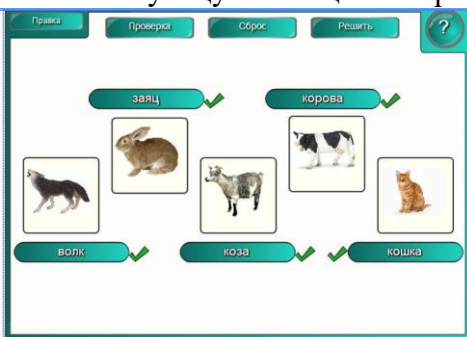 Правка Проверка Сброс Решить ?
заяц корова
волк коза кошка